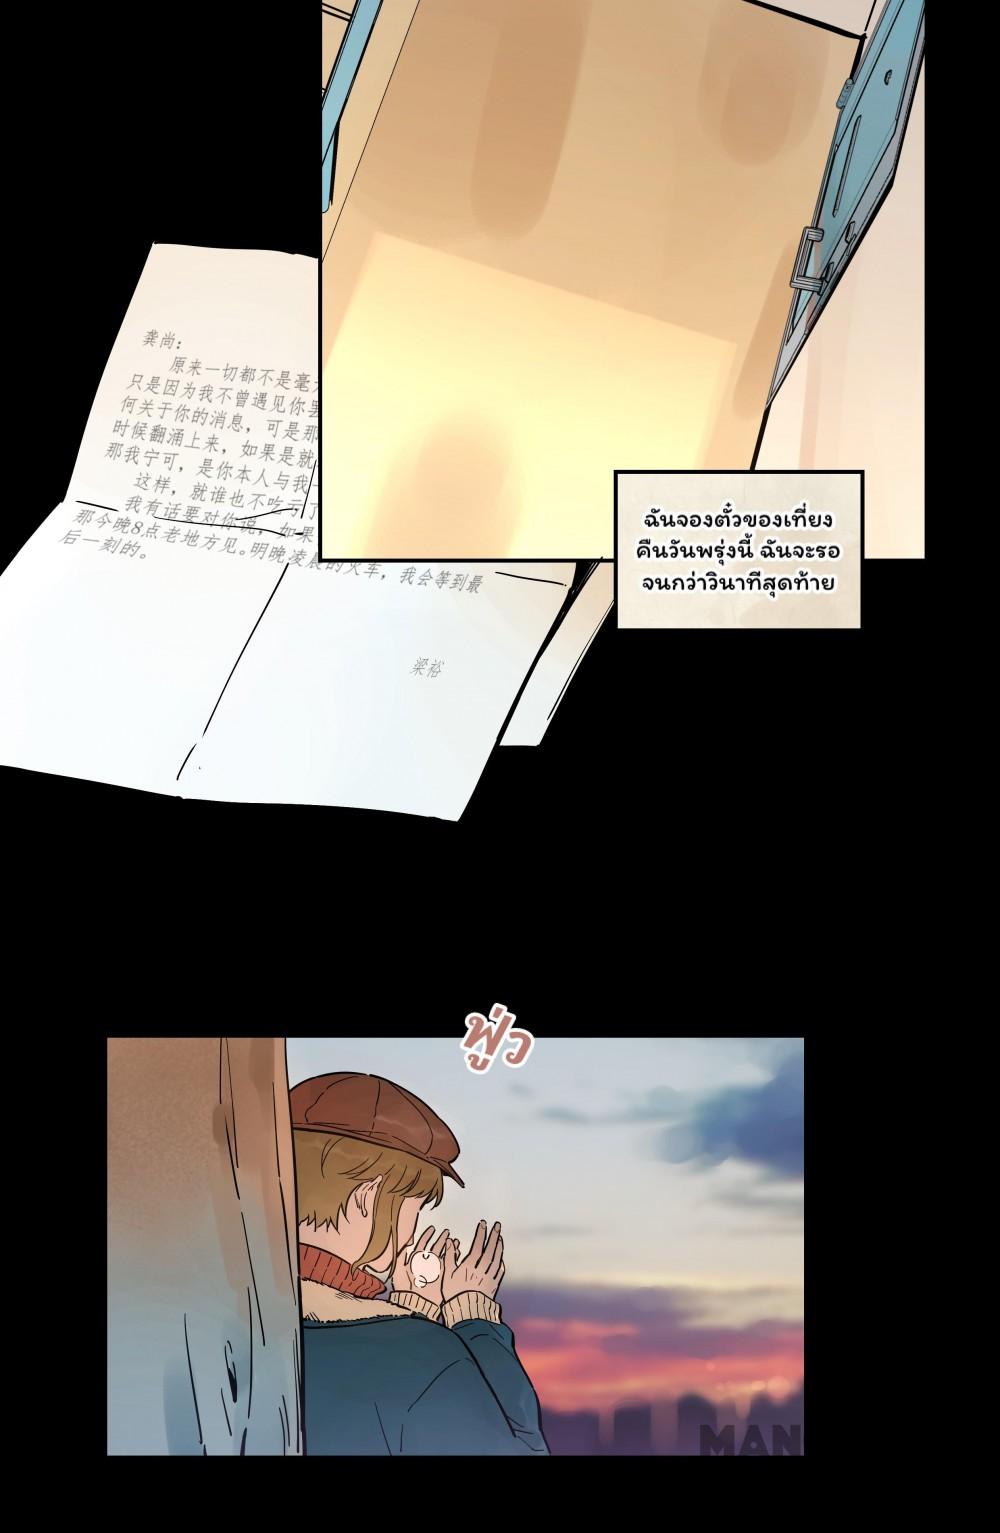 龚尚：
原来一切都不是毫
只是因为我不曾遇见你
何关于你的消息，可是那
时候翻涌上来，如果是就
那我宁可，是你本人与我一
这样，就谁也不吃亏了
我有话要对你说，如果
那今晚8点老地方见。明晚凌晨的火车，我会等到最
后一刻的。
梁裕
ฉันจองตั๋วของเที่ยง
คืนวันพรุ่งนี้ ฉันจะรอ
จนกว่าวินาทีสุดท้าย
ฟู่ว
MAN